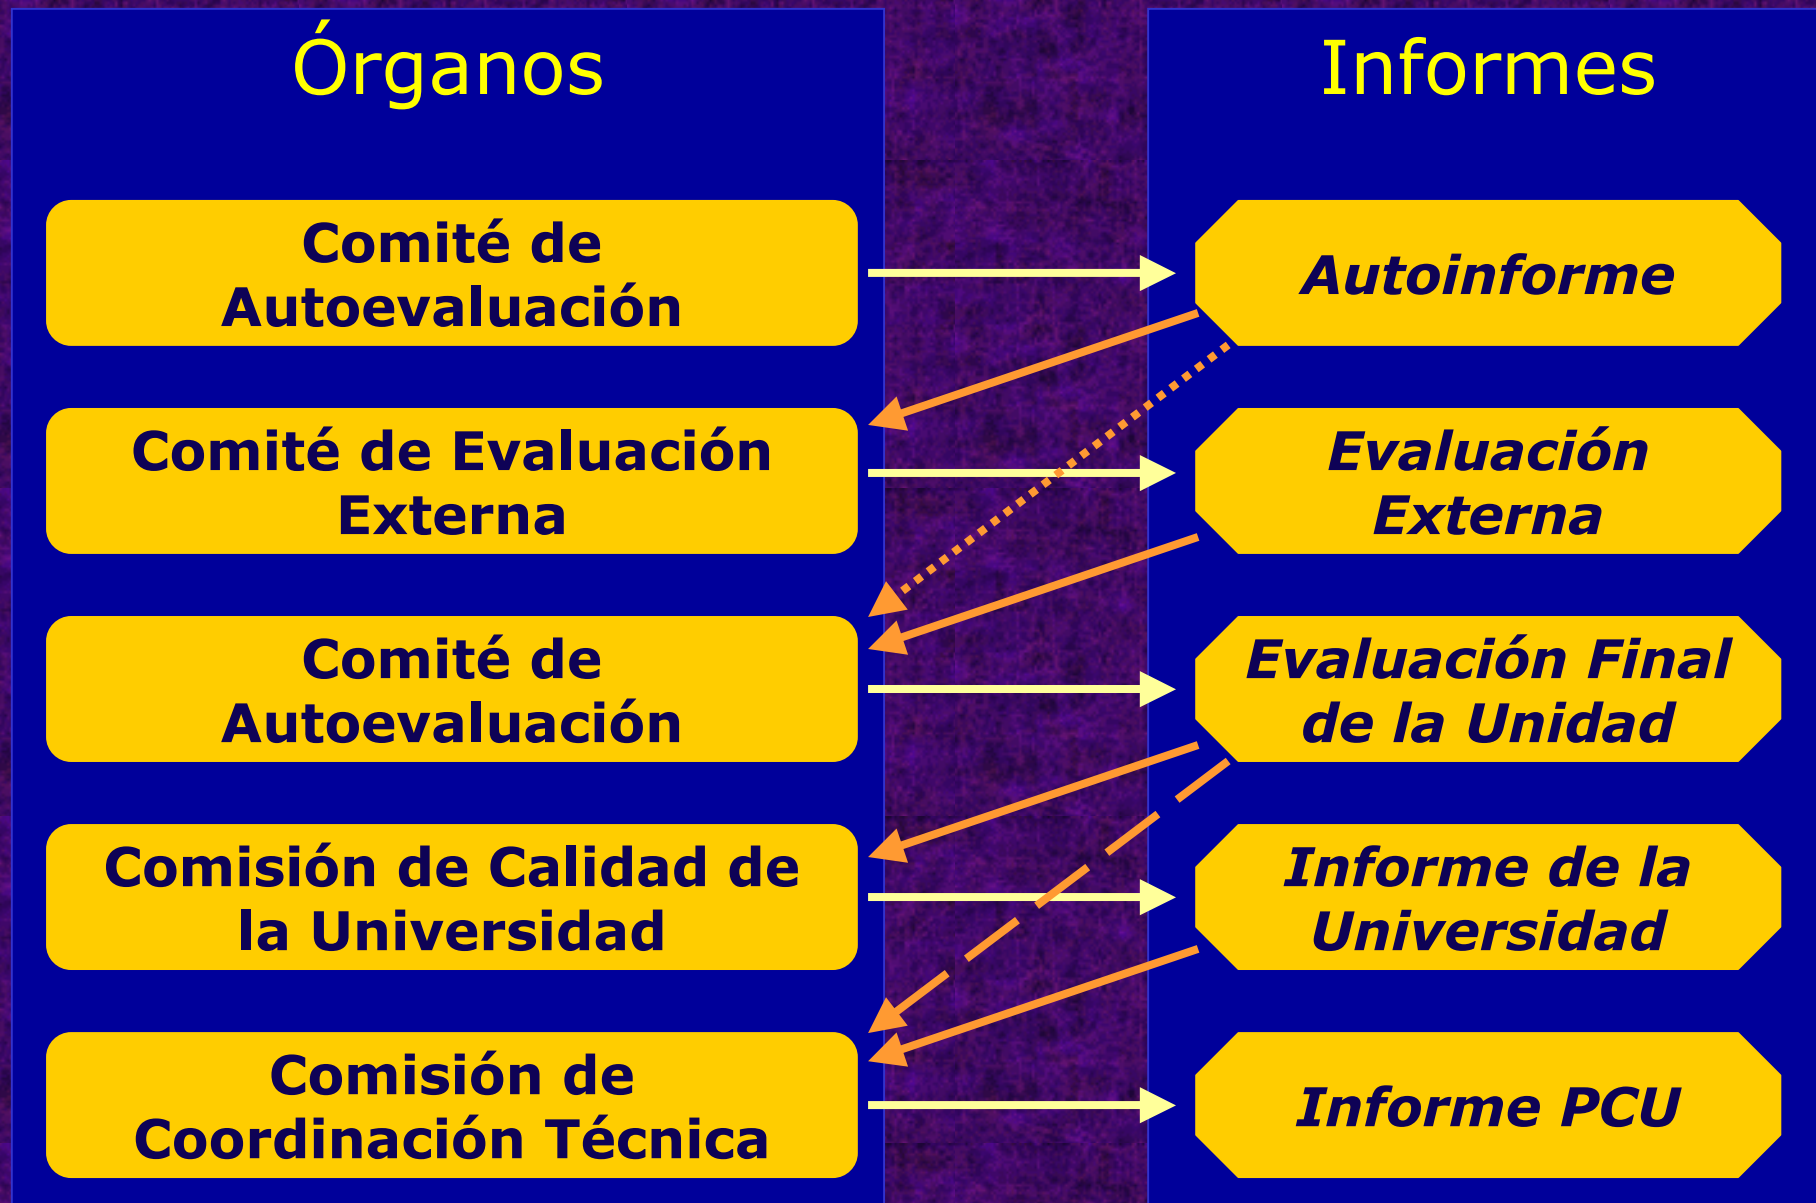 Órganos
Informes
Comité de
Autoevaluación
Autoinforme
Comité de Evaluación
Externa
Evaluación
Externa
Comité de
Autoevaluación
Evaluación Final
de la Unidad
Comisión de Calidad de
la Universidad
Informe de la
Universidad
Comisión de
Coordinación Técnica
Informe PCU